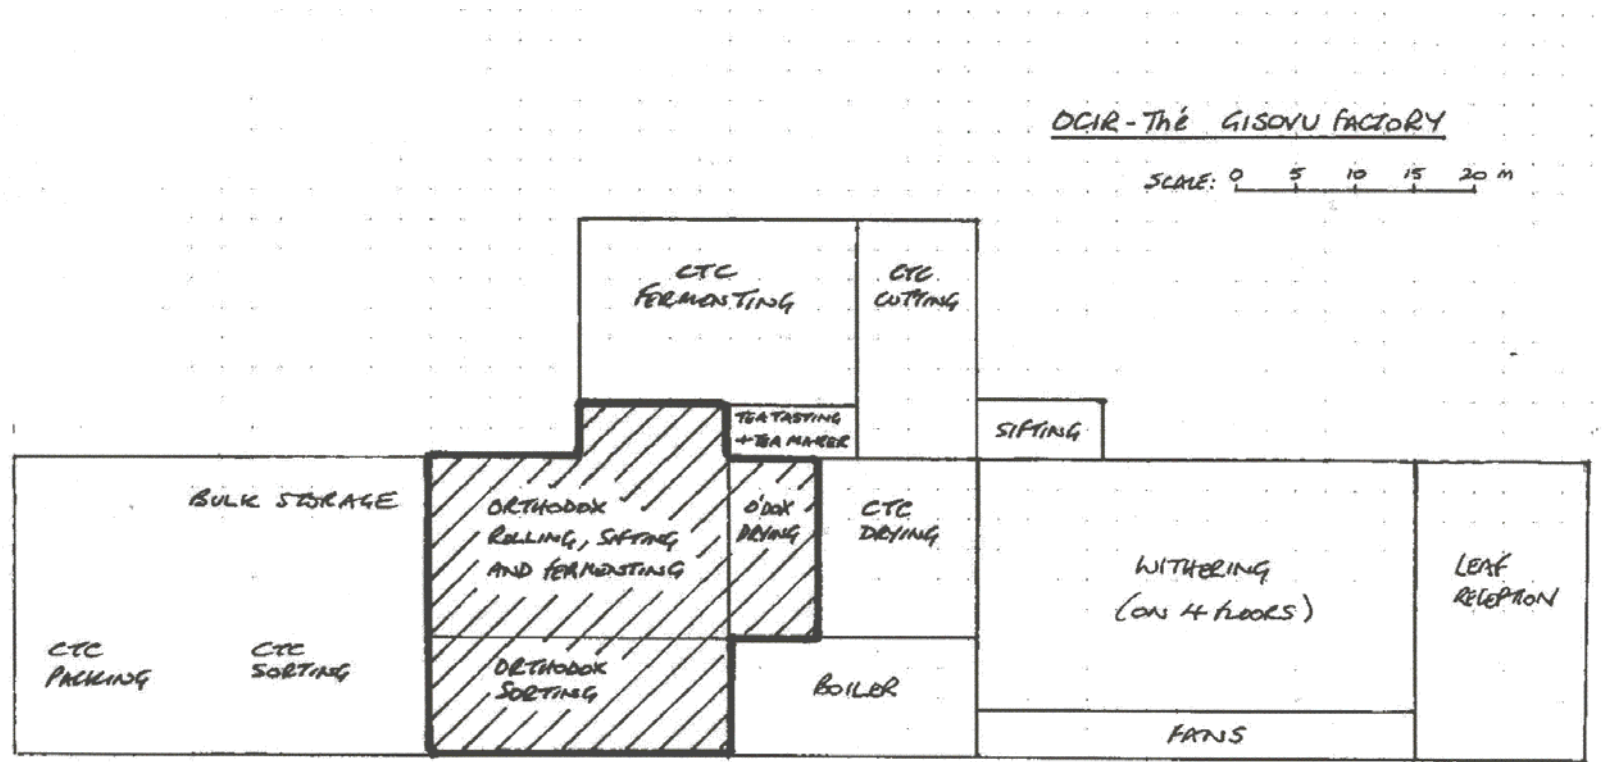 OCIR-Thé GISOVU FACTORY
SCALE: 0 5 10 15 20 m
CTC
FERMENTING
CTC
CUTTING
TEA TASTING
+ TEA MAKER
SIFTING
BULK STORAGE
ORTHODOX
ROLLING, SIFTING
AND FERMENTING
O'DOX
DRYING
CTC
DRYING
WITHERING
(ON 4 FLOORS)
LEAF
RECEPTION
CTC
PACKING
CTC
SORTING
ORTHODOX
SORTING
BOILER
FANS